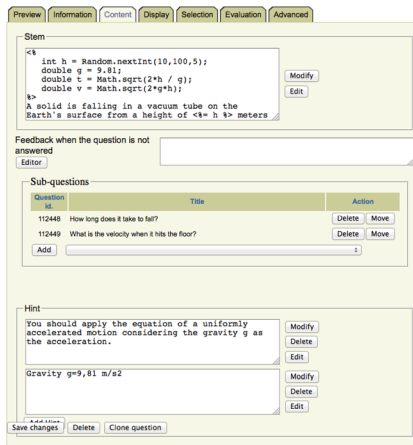 Preview Information Content Display Selection Evaluation Advanced
Stem
<%
int h = Random.nextInt(10,100,5);
double g = 9.81;
double t = Math.sqrt(2*h / g);
double v = Math.sqrt(2*g*h);
%>
A solid is falling in a vacuum tube on the
Earth's surface from a height of <%= h %> meters
Modify
Edit
Feedback when the question is not
answered
Editor
Sub-questions
Question id. Title Action
112448 How long does it take to fall? Delete Move
112449 What is the velocity when it hits the floor? Delete Move
Add
Hint
You should apply the equation of a uniformly
accelerated motion considering the gravity g as
the acceleration.
Modify
Delete
Edit
Gravity g=9,81 m/s2
Modify
Delete
Edit
Add Hint
Save changes Delete Clone question